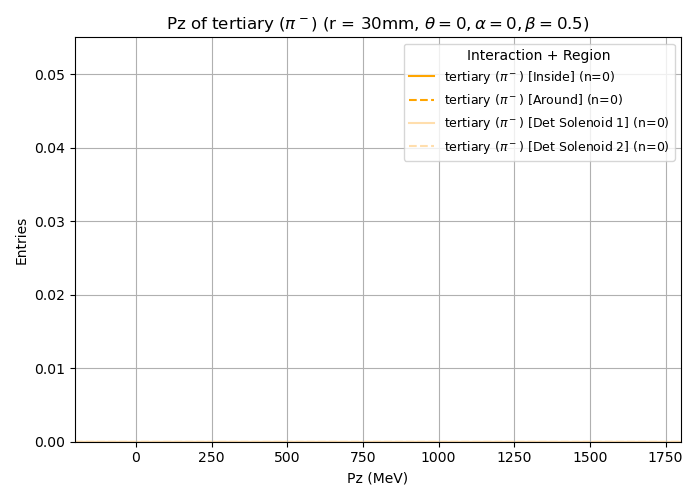 Pz of tertiary (π⁻) (r = 30mm, θ = 0, α = 0, β = 0.5)
Interaction + Region
tertiary (π⁻) [Inside] (n=0)
tertiary (π⁻) [Around] (n=0)
tertiary (π⁻) [Det Solenoid 1] (n=0)
tertiary (π⁻) [Det Solenoid 2] (n=0)
0.05
0.04
0.03
0.02
0.01
0.00
Entries
0 250 500 750 1000 1250 1500 1750
Pz (MeV)